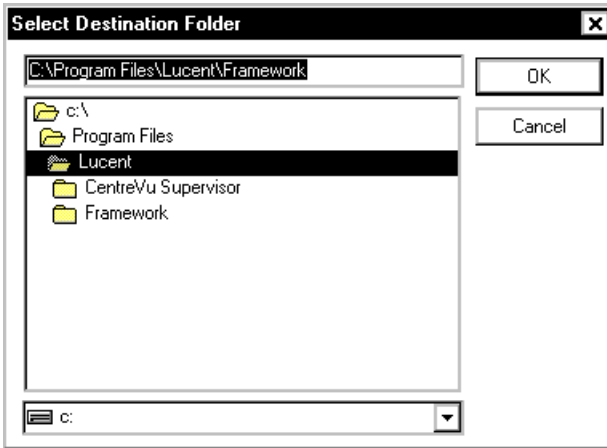 Select Destination Folder
C:\Program Files\Lucent\Framework
OK
c:\
Program Files
Cancel
Lucent
CentreVu Supervisor
Framework
c: